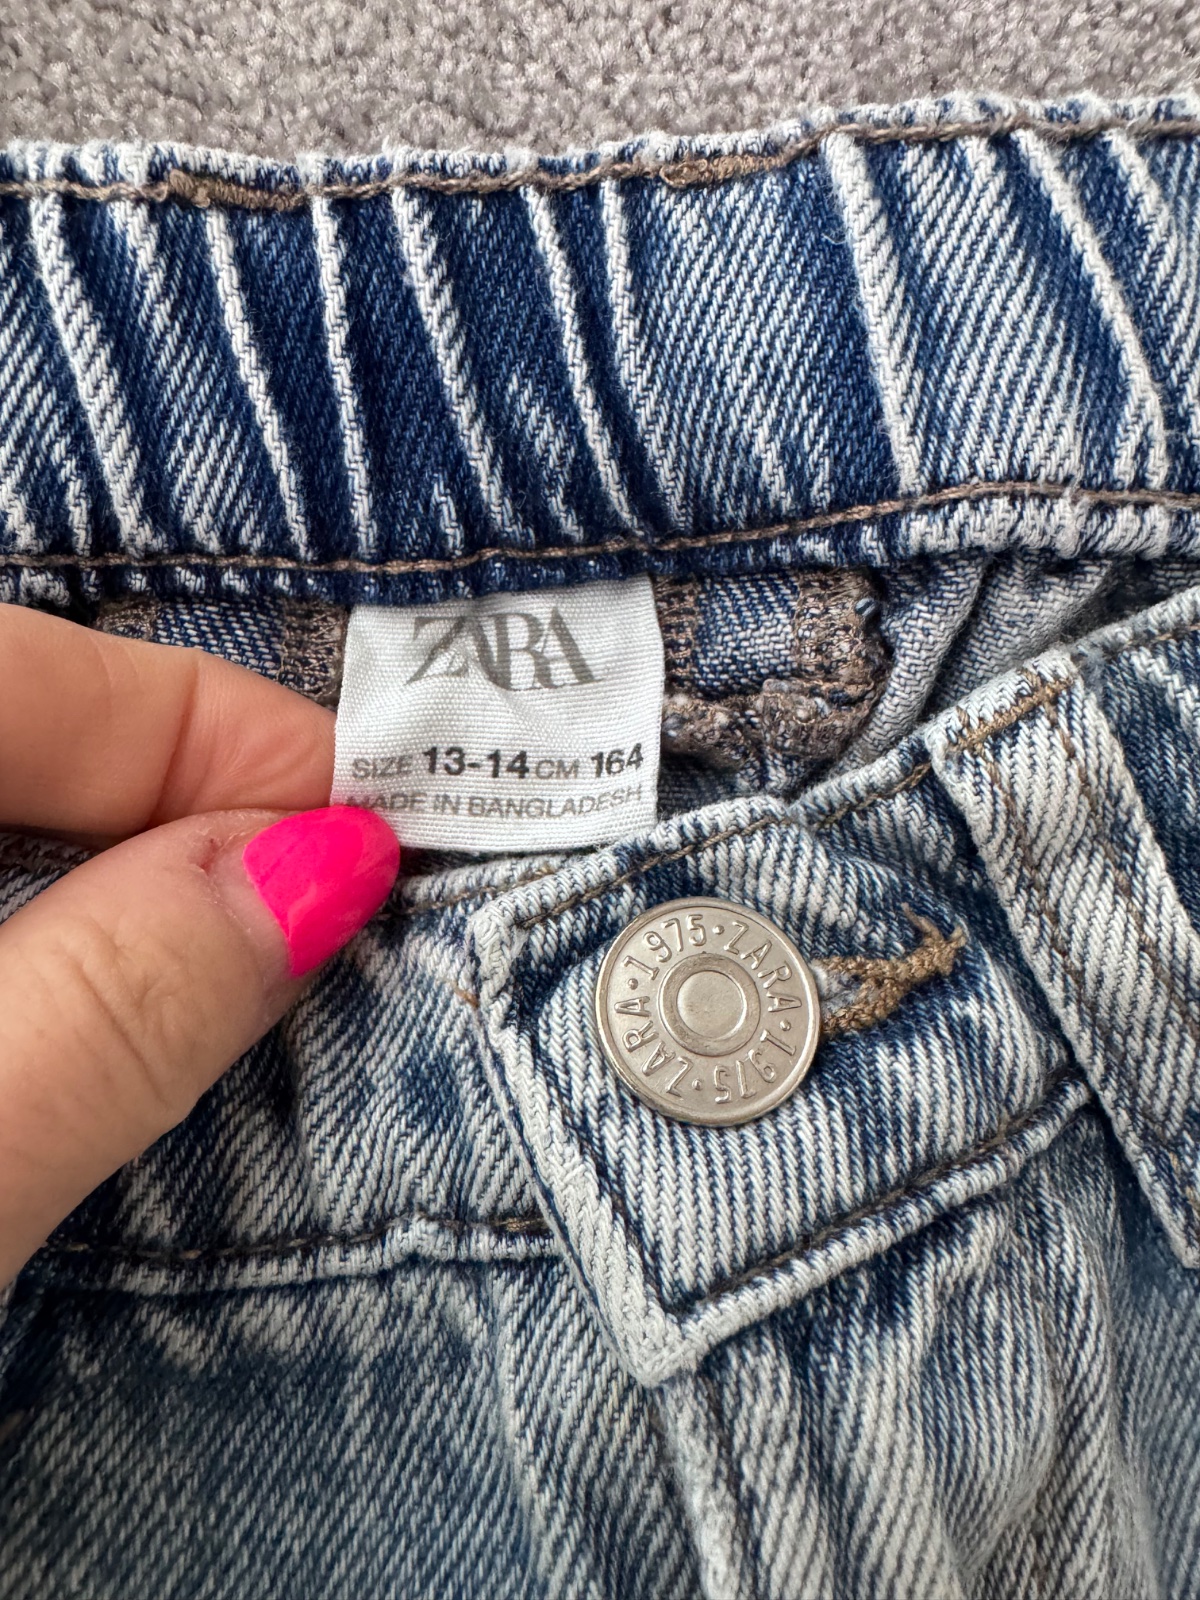 ZARA
SIZE 13-14 CM 164
MADE IN BANGLADESH
ZARA·1975·ZARA·1975·